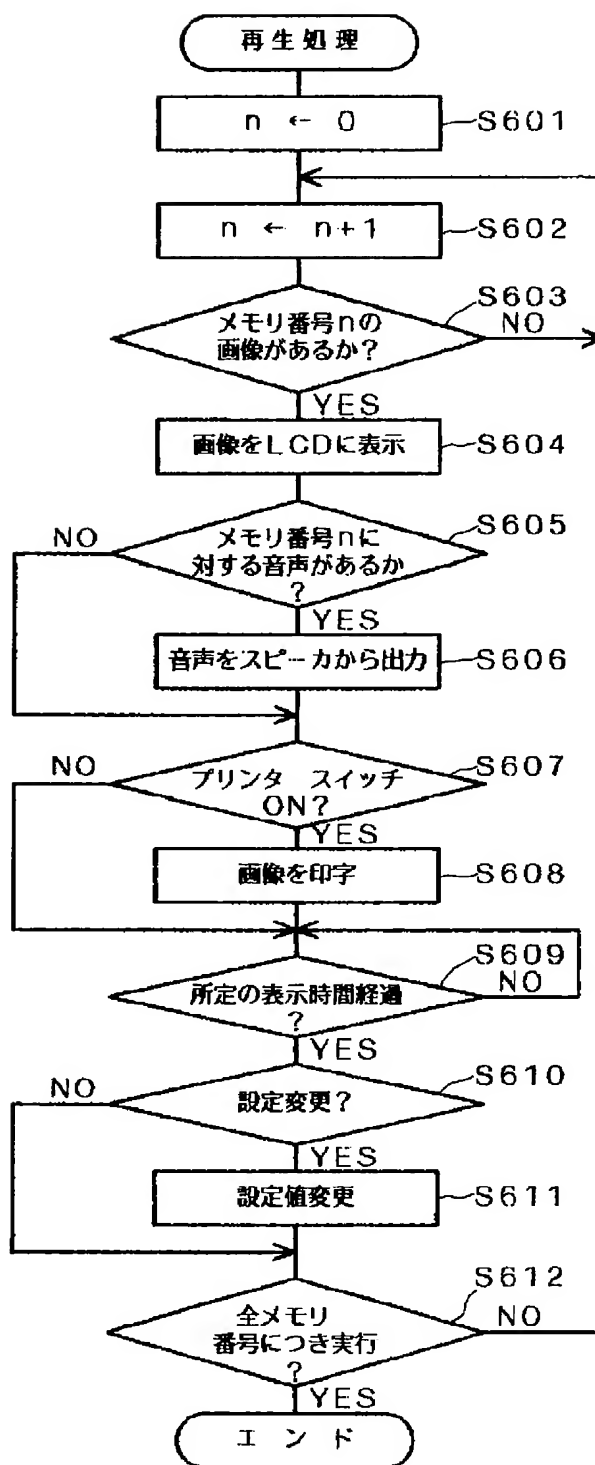 再生処理
n ← 0
S601
n ← n+1
S602
S603
メモリ番号nの
画像があるか?
NO
YES
画像をLCDに表示
S604
S605
NO
メモリ番号nに
対する音声があるか
?
YES
音声をスピーカから出力
S606
S607
NO
プリンタ スイッチ
ON?
YES
画像を印字
S608
S609
所定の表示時間経過
?
NO
YES
S610
NO
設定変更?
YES
設定値変更
S611
S612
全メモリ
番号につき実行
?
NO
YES
エンド